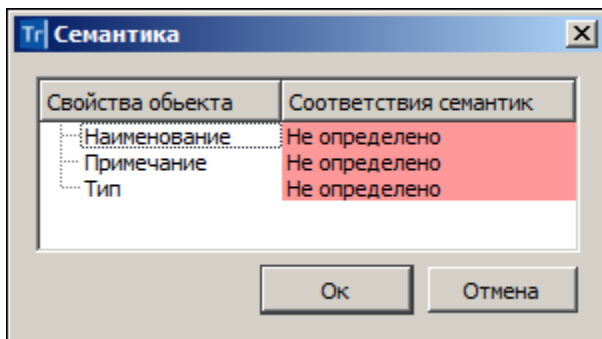 Tr Семантика
Свойства обьекта Соответствия семантик
Наименование Не определено
Примечание Не определено
Тип Не определено
Ок Отмена